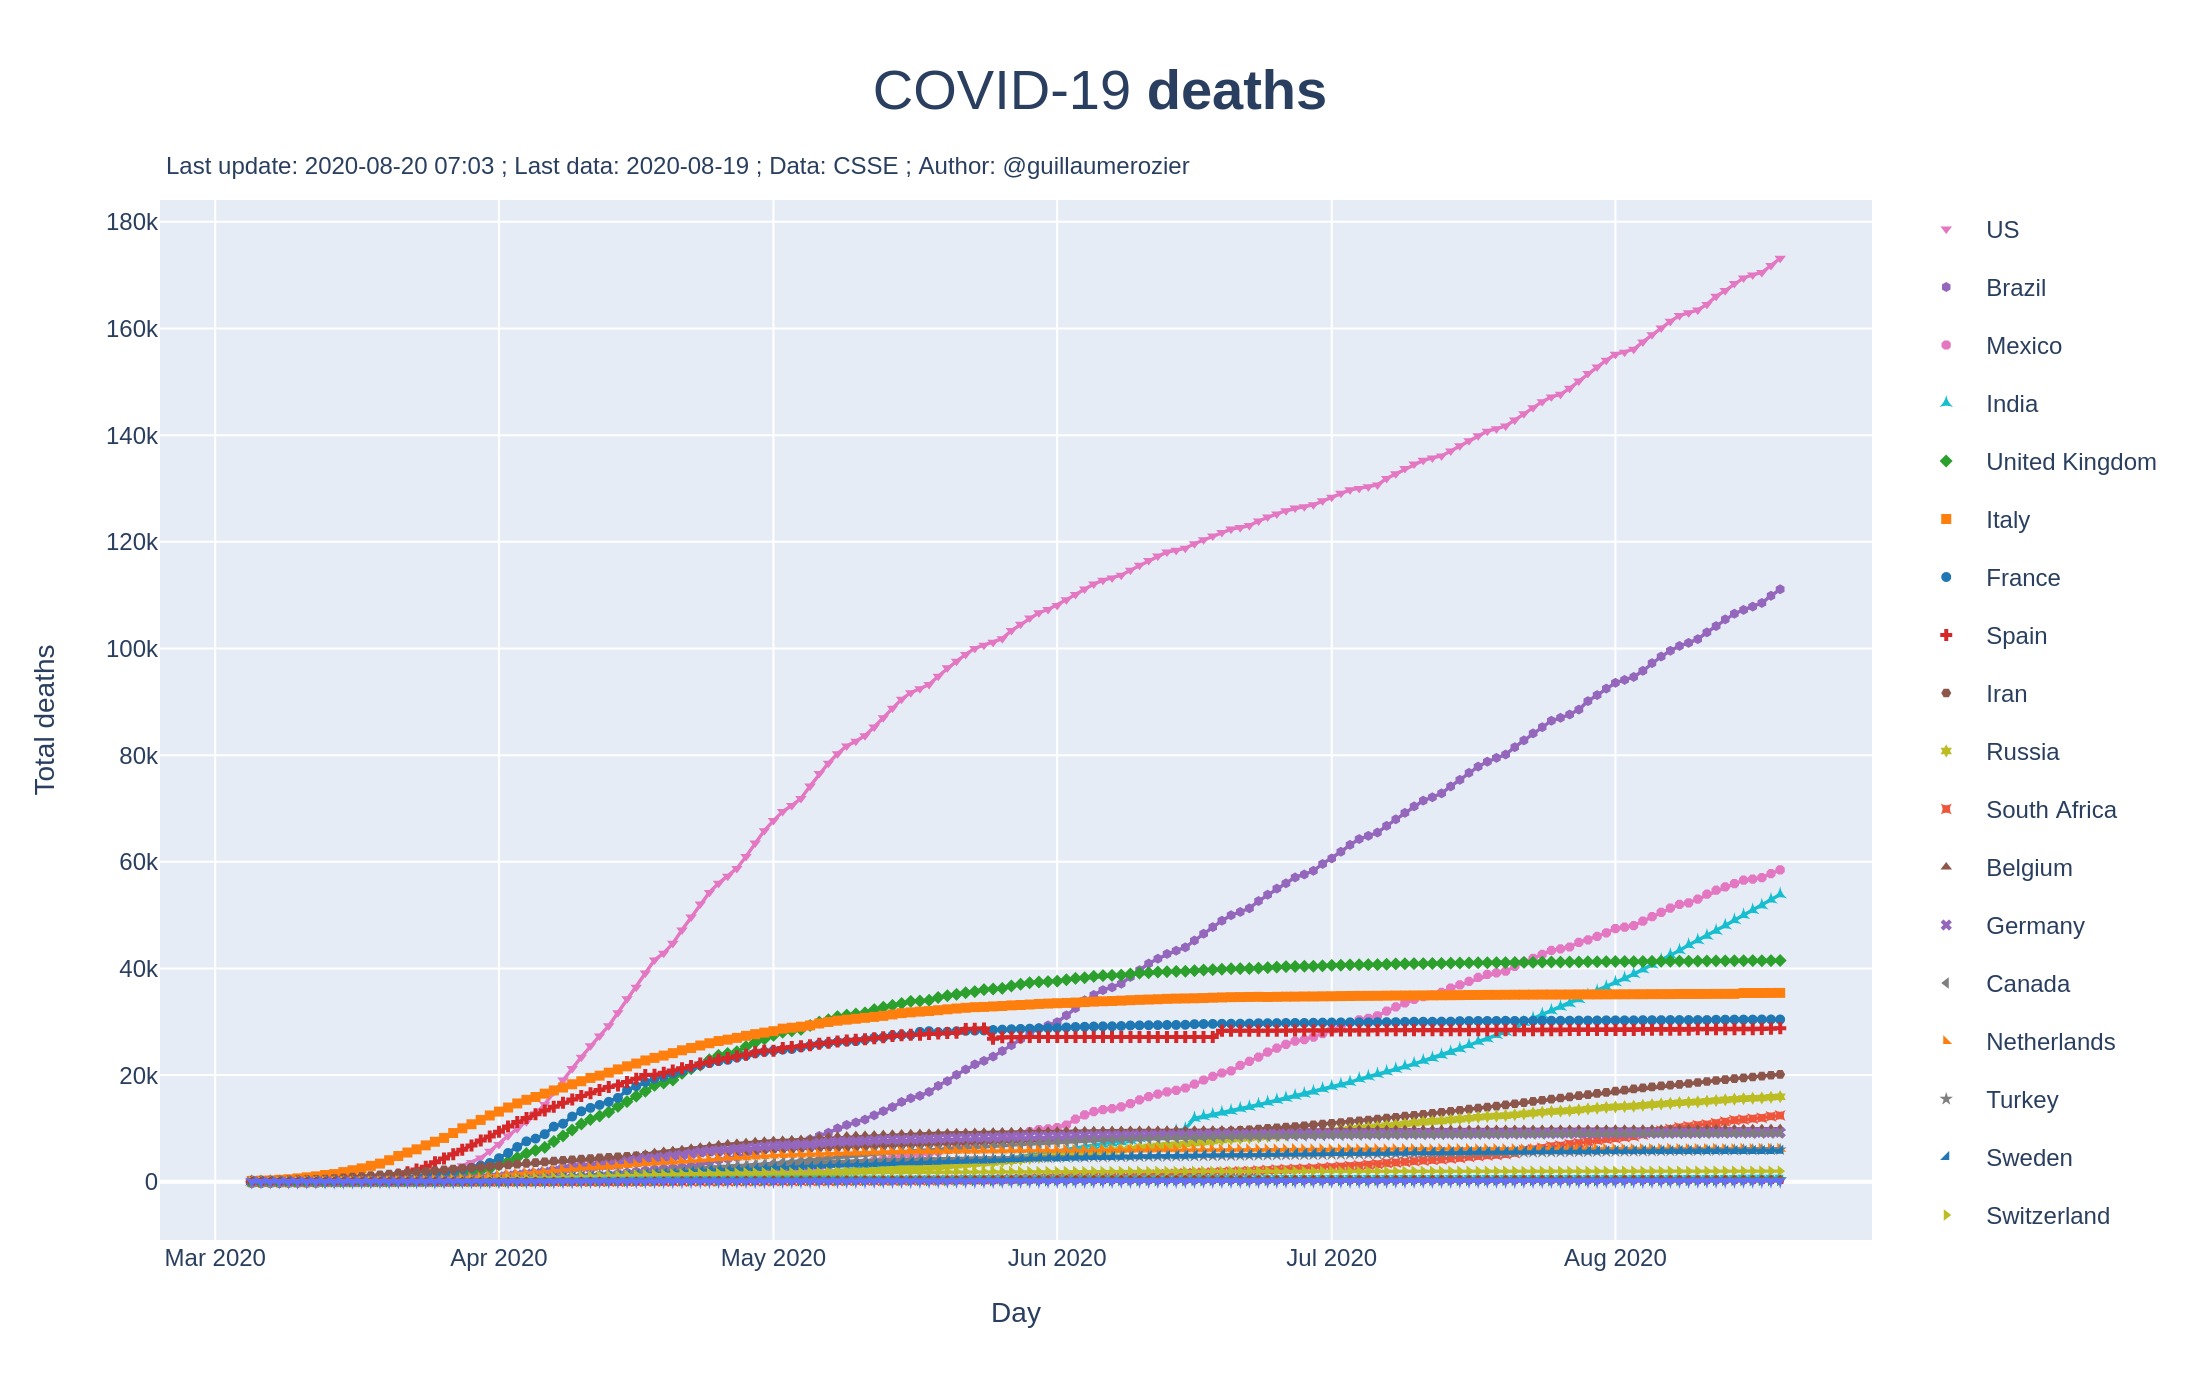 COVID-19 deaths
Last update: 2020-08-20 07:03 ; Last data: 2020-08-19 ; Data: CSSE ; Author: @guillaumerozier
180k
160k
140k
120k
100k
80k
60k
40k
20k
0
Total deaths
Mar 2020
Apr 2020
May 2020
Jun 2020
Jul 2020
Aug 2020
Day
US
Brazil
Mexico
India
United Kingdom
Italy
France
Spain
Iran
Russia
South Africa
Belgium
Germany
Canada
Netherlands
Turkey
Sweden
Switzerland